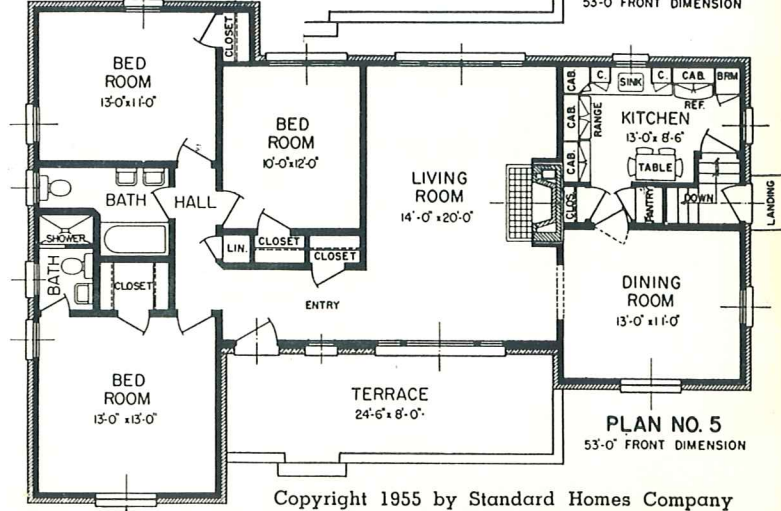 53'-0" FRONT DIMENSION
BED
ROOM
13'-0"x11'-0"
CLOSET
BED
ROOM
10'-0"x12'-0"
LIVING
ROOM
14'-0"x20'-0"
CAB.
C.
SINK
C.
CAB.
BRM
REF.
CAB.
RANGE
CAB.
KITCHEN
13'-0"x 8'-6"
TABLE
CLOS.
PANTRY
DOWN
LANDING
BATH
HALL
SHOWER
BATH
CLOSET
LIN.
CLOSET
CLOSET
ENTRY
DINING
ROOM
13'-0"x11'-0"
BED
ROOM
13'-0"x13'-0"
TERRACE
24'-6"x 8'-0"
PLAN NO. 5
53'-0" FRONT DIMENSION
Copyright 1955 by Standard Homes Company